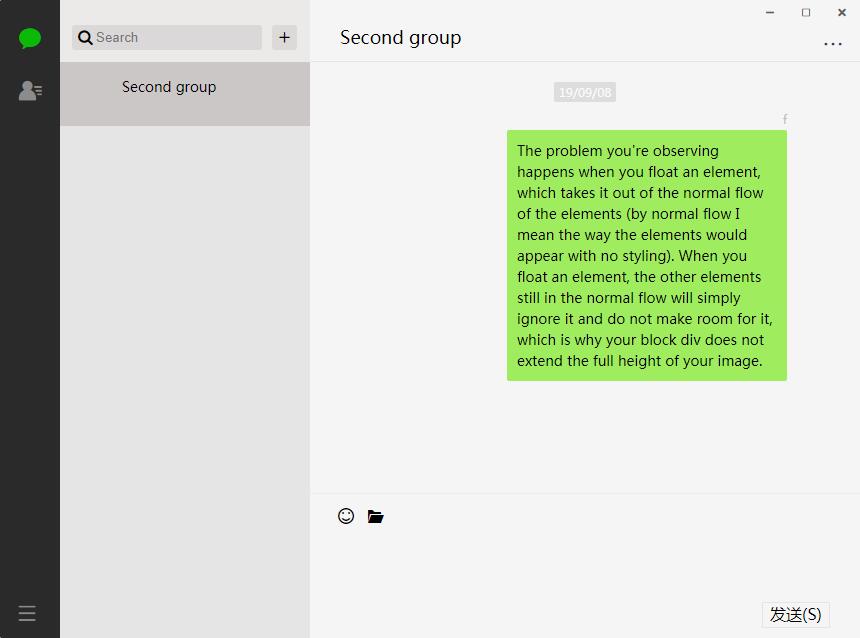 Search
+
Second group
...
Second group
19/09/08
f
The problem you're observing
happens when you float an element,
which takes it out of the normal flow
of the elements (by normal flow I
mean the way the elements would
appear with no styling). When you
float an element, the other elements
still in the normal flow will simply
ignore it and do not make room for it,
which is why your block div does not
extend the full height of your image.
发送(S)